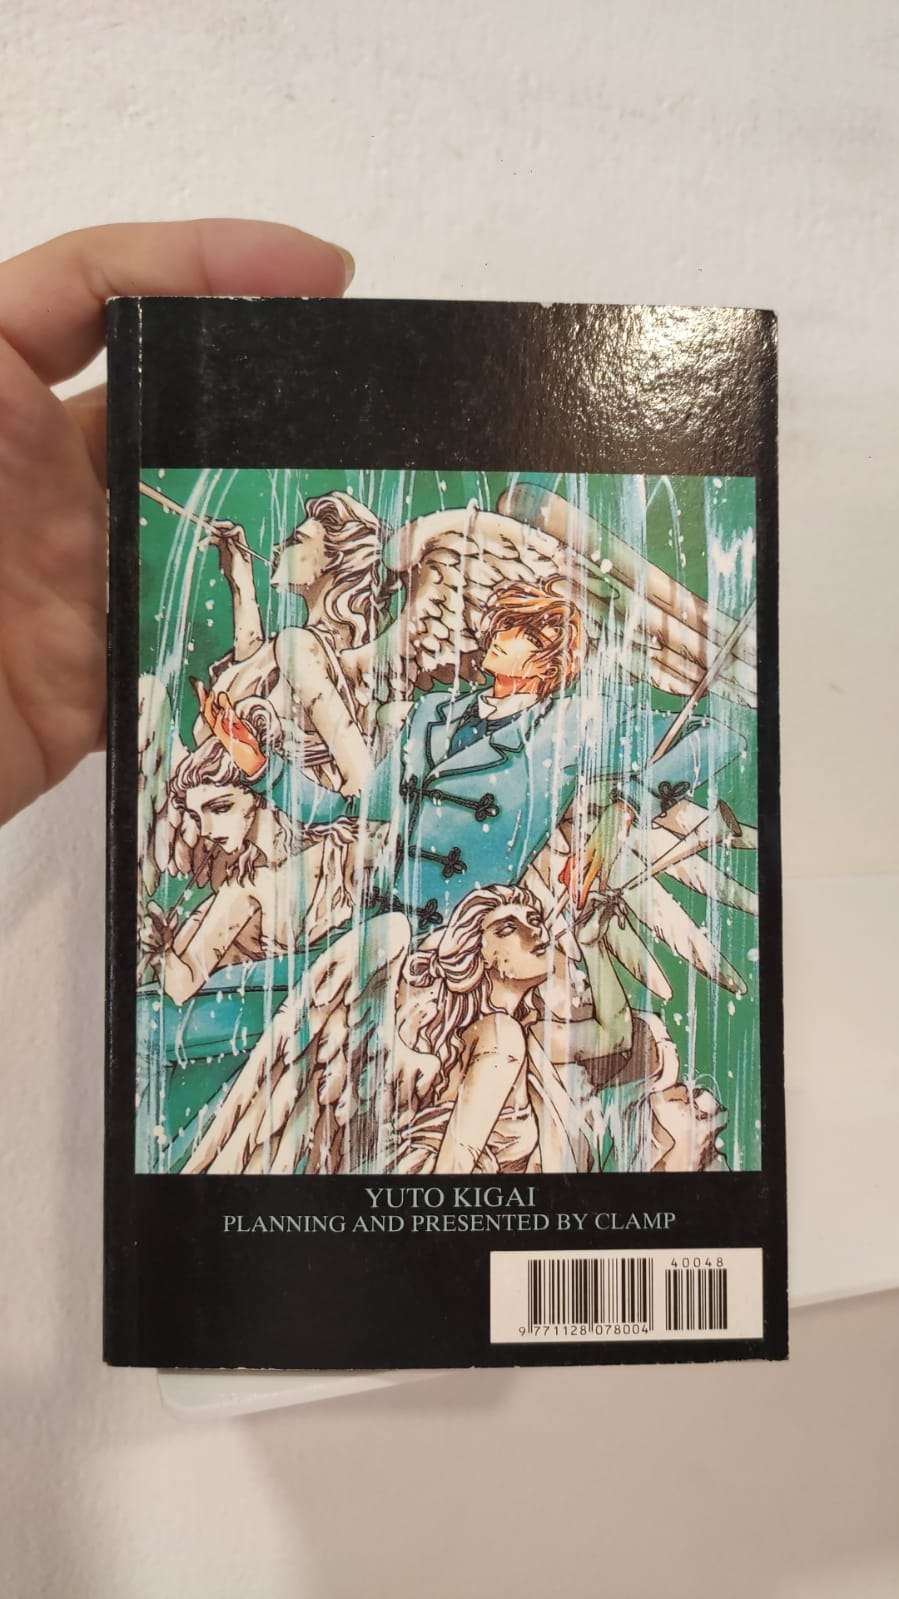 YUTO KIGAI
PLANNING AND PRESENTED BY CLAMP
40048
9 771128 078004